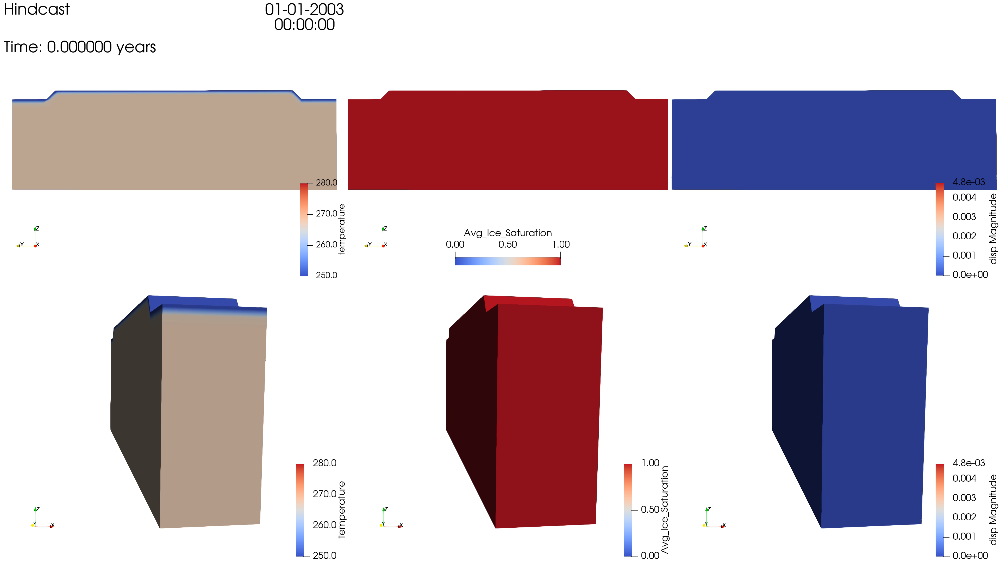 Hindcast
01-01-2003
00:00:00
Time: 0.000000 years
280.0
270.0
260.0
250.0
temperature
Z
Y
X
Avg_Ice_Saturation
0.00 0.50 1.00
Z
Y
X
4.8e-03
0.004
0.003
0.002
0.001
0.0e+00
disp Magnitude
Z
Y
X
280.0
270.0
260.0
250.0
temperature
Z
Y
X
1.00
0.50
0.00
Avg_Ice_Saturation
Z
Y
X
4.8e-03
0.004
0.003
0.002
0.001
0.0e+00
disp Magnitude
Z
Y
X